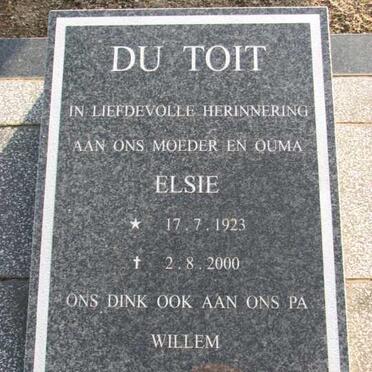 DU TOIT
IN LIEFDEVOLLE HERINNERING
AAN ONS MOEDER EN OUMA
ELSIE
★ 17.7.1923
✝ 2.8.2000
ONS DINK OOK AAN ONS PA
WILLEM